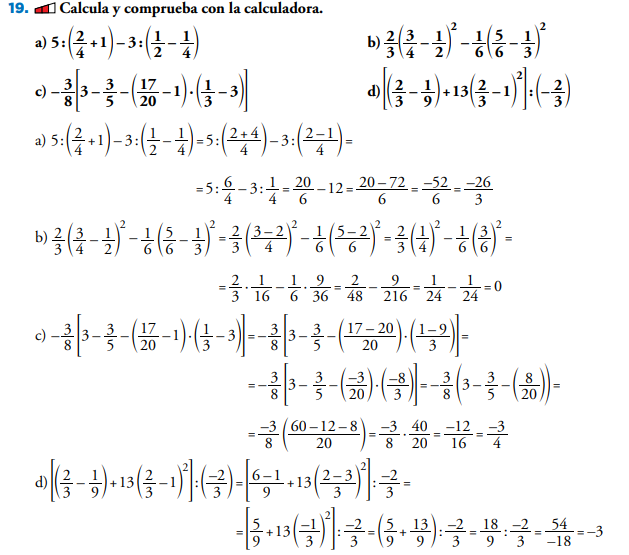 19. Calcula y comprueba con la calculadora.
a) 5:(2/4+1)–3:(1/2–1/4) b) 2/3(3/4–1/2)²–1/6(5/6–1/3)²
c) –3/8[3–3/5–(17/20–1)·(1/3–3)] d) [(2/3–1/9)+13(2/3–1)²]:(–2/3)
a) 5:(2/4+1)–3:(1/2–1/4)=5:(2+4/4)–3:(2–1/4)=
=5:6/4–3:1/4=20/6–12=20–72/6=–52/6=–26/3
b) 2/3(3/4–1/2)²–1/6(5/6–1/3)²=2/3(3–2/4)²–1/6(5–2/6)²=2/3(1/4)²–1/6(3/6)²=
=2/3·1/16–1/6·9/36=2/48–9/216=1/24–1/24=0
c) –3/8[3–3/5–(17/20–1)·(1/3–3)]=–3/8[3–3/5–(17–20/20)·(1–9/3)]=
=–3/8[3–3/5–(–3/20)·(–8/3)]=–3/8(3–3/5–(8/20))=
=–3/8(60–12–8/20)=–3/8·40/20=–12/16=–3/4
d) [(2/3–1/9)+13(2/3–1)²]:(–2/3)=[6–1/9+13(2–3/3)²]:–2/3=
=[5/9+13(–1/3)²]:–2/3=(5/9+13/9):–2/3=18/9:–2/3=54/–18=–3